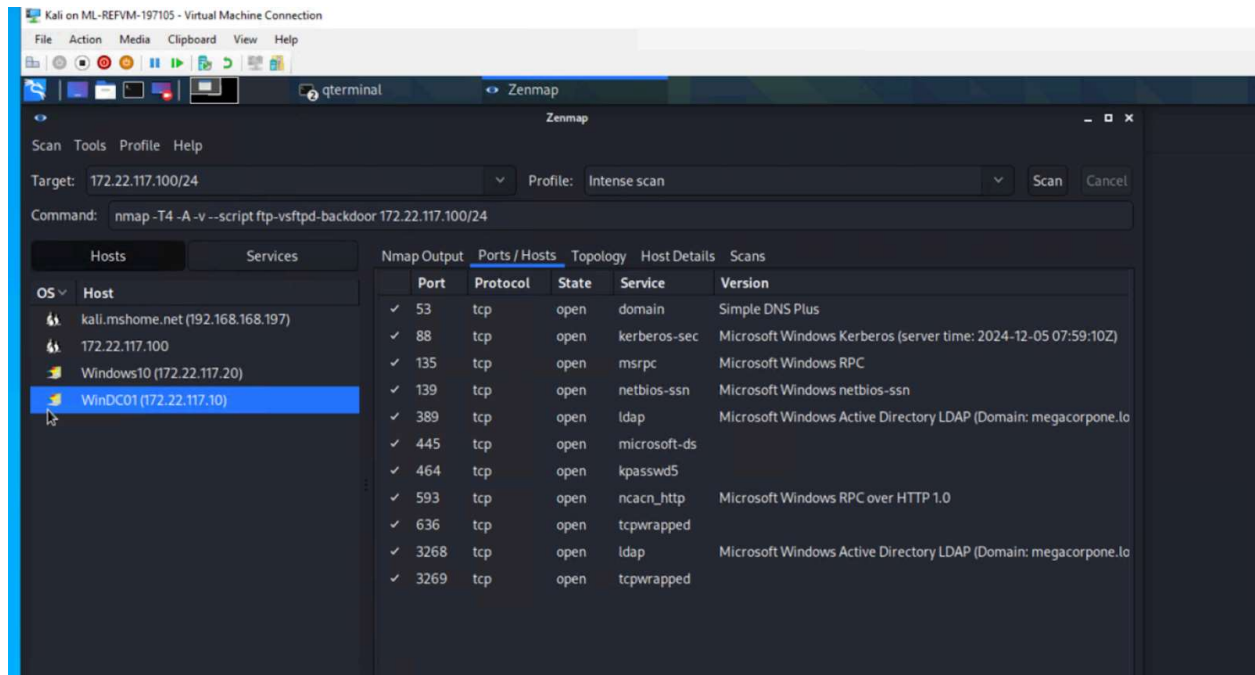 Kali on ML-REFVM-197105 - Virtual Machine Connection
File Action Media Clipboard View Help
qterminal Zenmap
Zenmap
Scan Tools Profile Help
Target: 172.22.117.100/24 Profile: Intense scan Scan Cancel
Command: nmap -T4 -A -v --script ftp-vsftpd-backdoor 172.22.117.100/24
Hosts Services Nmap Output Ports / Hosts Topology Host Details Scans
OS Host
kali.mshome.net (192.168.168.197)
172.22.117.100
Windows10 (172.22.117.20)
WinDC01 (172.22.117.10)
Port Protocol State Service Version
53 tcp open domain Simple DNS Plus
88 tcp open kerberos-sec Microsoft Windows Kerberos (server time: 2024-12-05 07:59:10Z)
135 tcp open msrpc Microsoft Windows RPC
139 tcp open netbios-ssn Microsoft Windows netbios-ssn
389 tcp open ldap Microsoft Windows Active Directory LDAP (Domain: megacorpone.lo
445 tcp open microsoft-ds
464 tcp open kpasswd5
593 tcp open ncacn_http Microsoft Windows RPC over HTTP 1.0
636 tcp open tcpwrapped
3268 tcp open ldap Microsoft Windows Active Directory LDAP (Domain: megacorpone.lo
3269 tcp open tcpwrapped